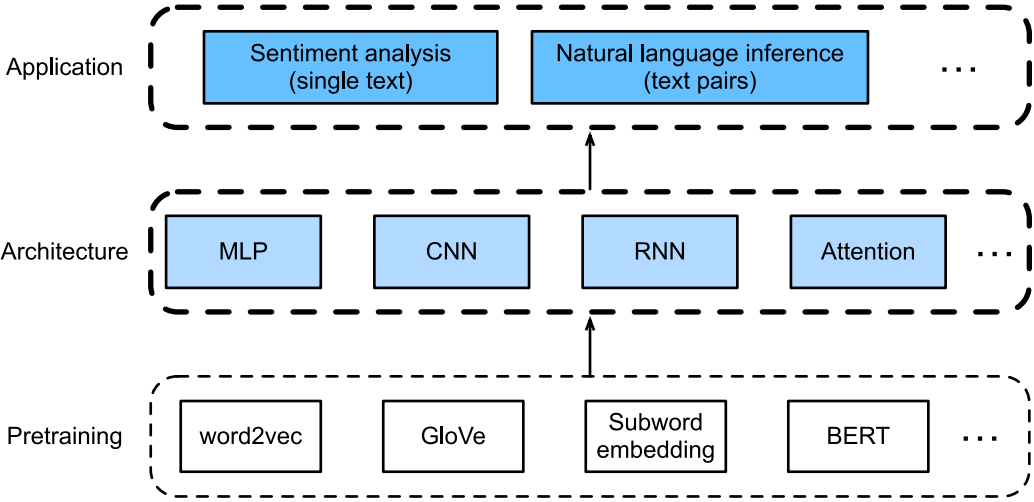 Application
Sentiment analysis
(single text)
Natural language inference
(text pairs)
...
Architecture
MLP
CNN
RNN
Attention
...
Pretraining
word2vec
GloVe
Subword
embedding
BERT
...